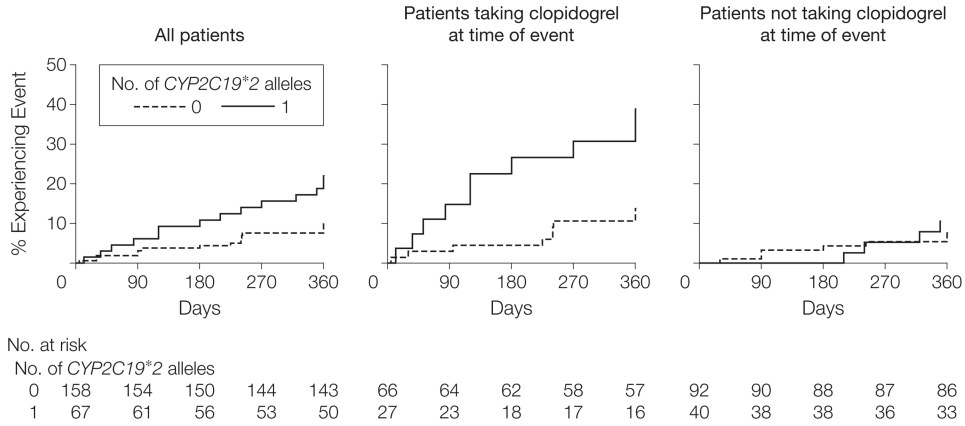 All patients
Patients taking clopidogrel
at time of event
Patients not taking clopidogrel
at time of event
% Experiencing Event
50
40
30
20
10
No. of CYP2C19*2 alleles
0 1
0 90 180 270 360
Days
0 90 180 270 360
Days
0 90 180 270 360
Days
No. at risk
No. of CYP2C19*2 alleles
0 158 154 150 144 143 66 64 62 58 57 92 90 88 87 86
1 67 61 56 53 50 27 23 18 17 16 40 38 38 36 33